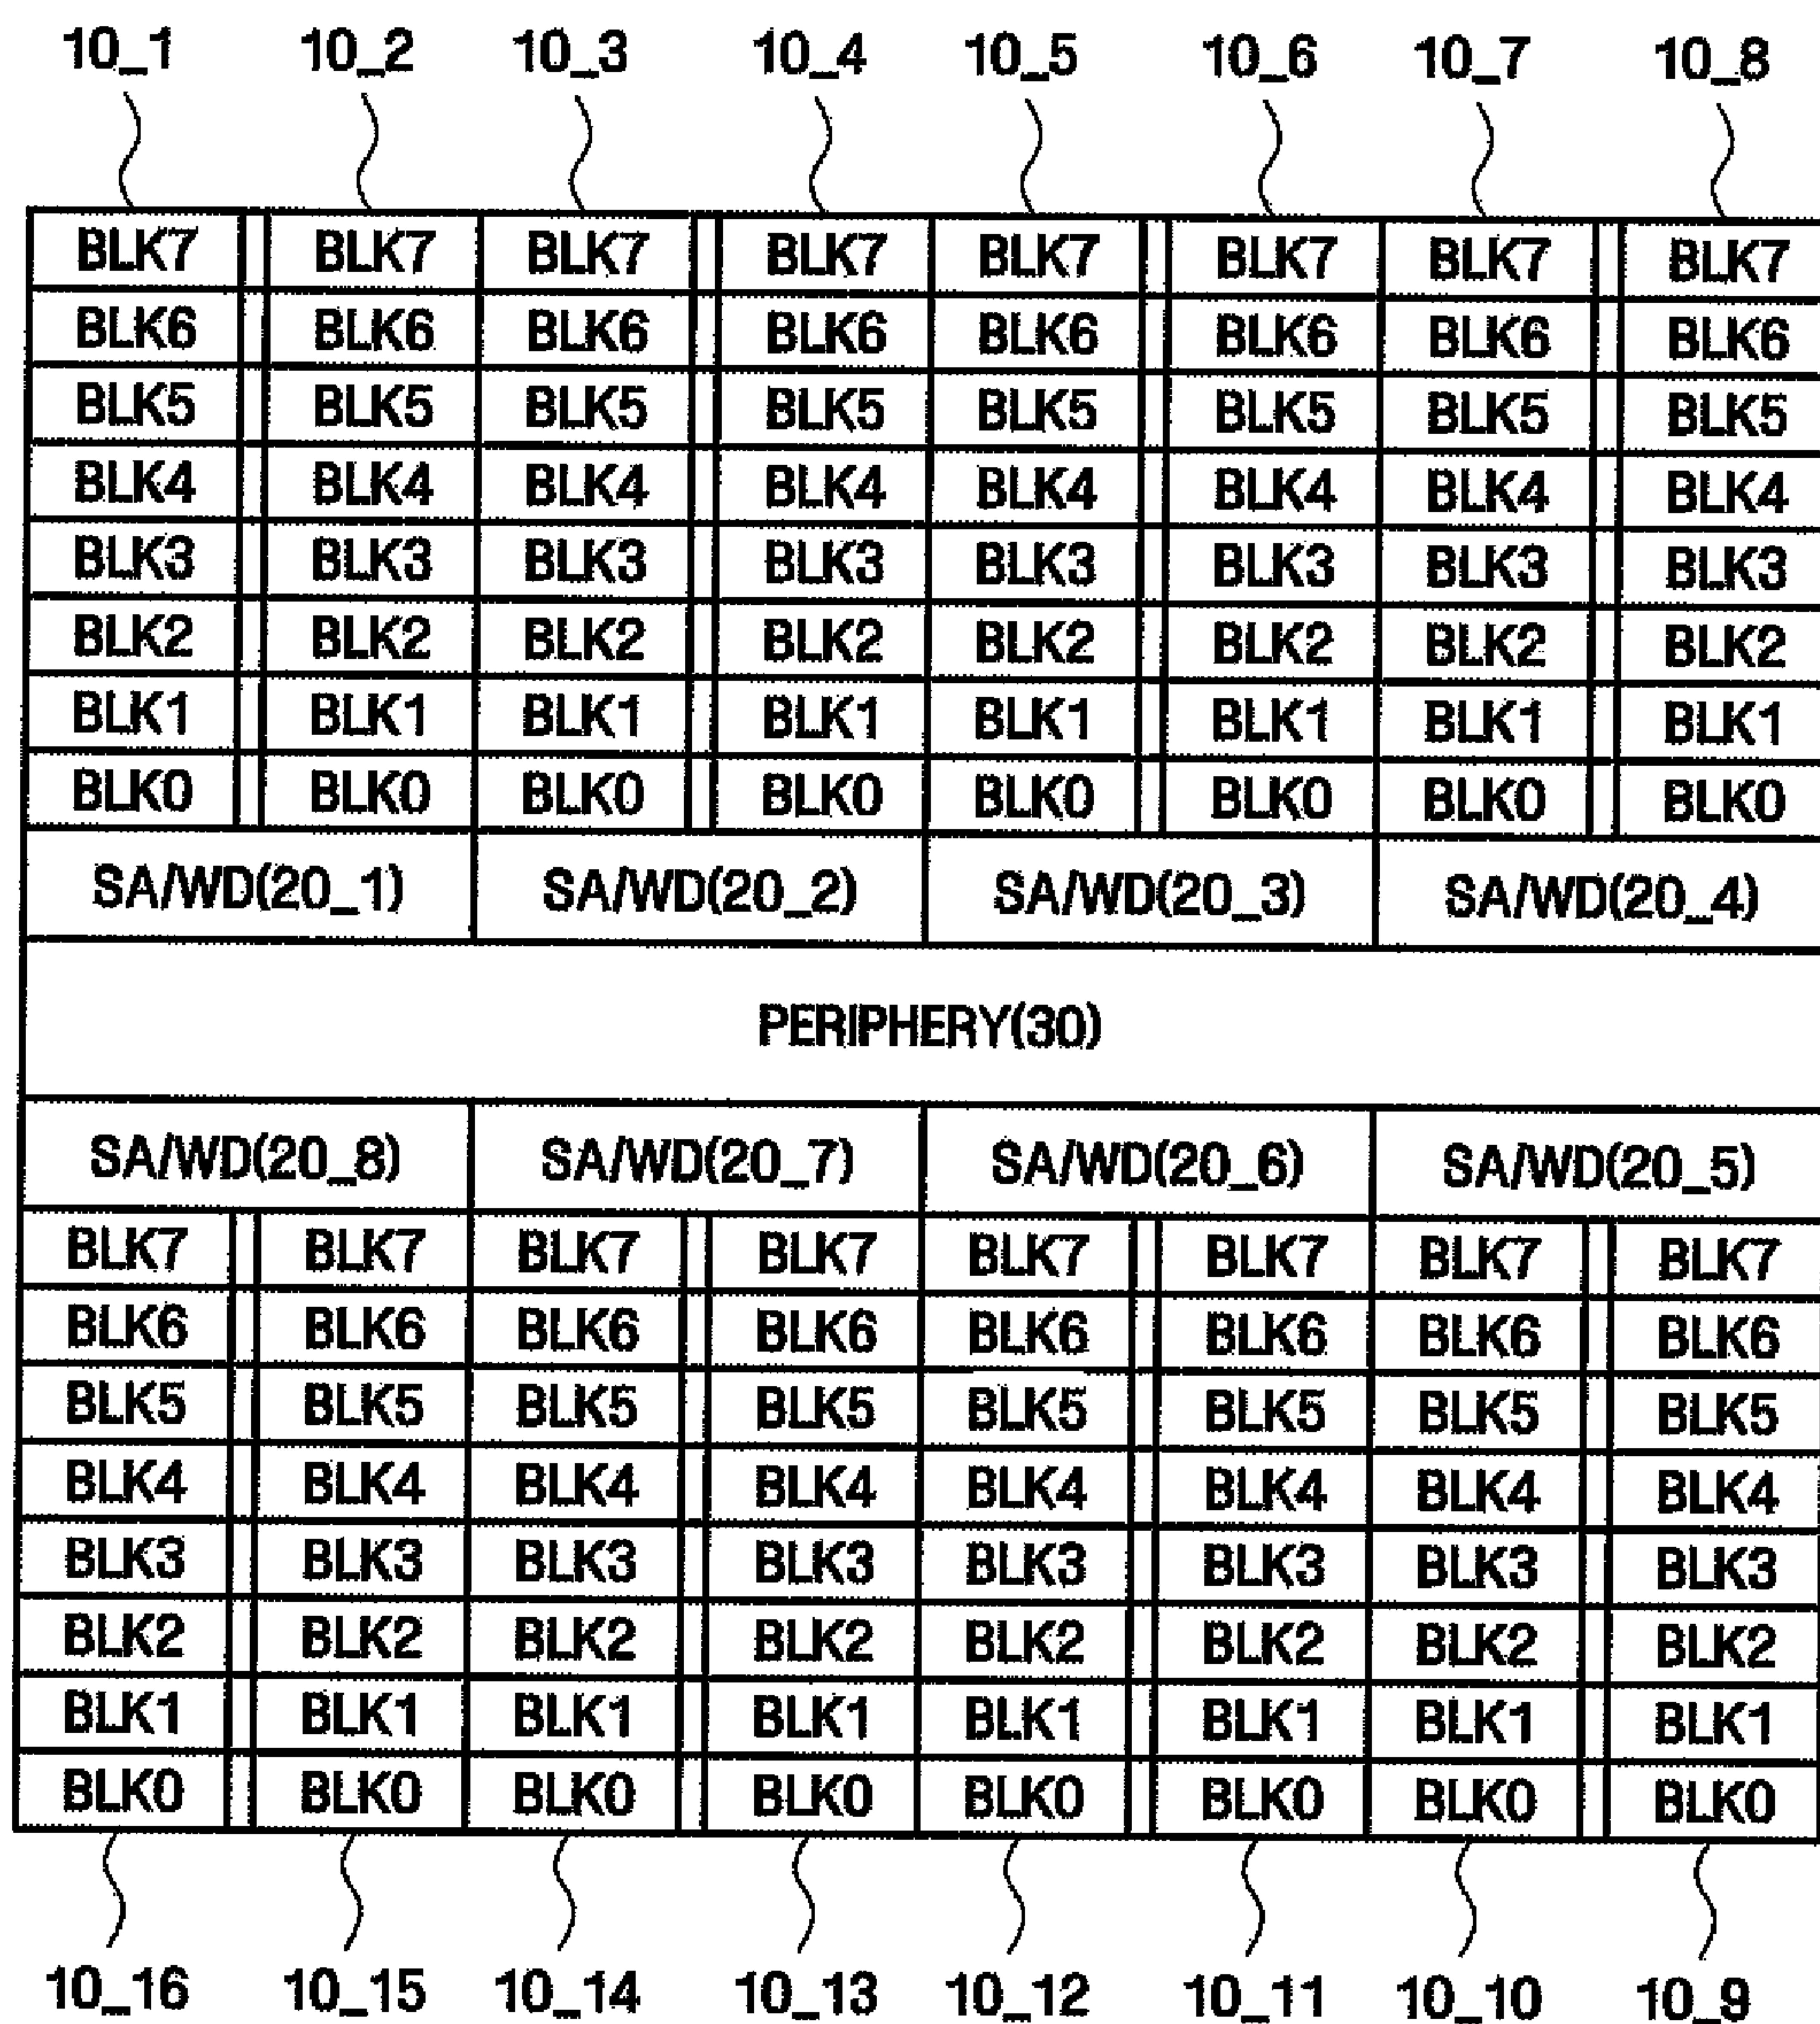 10_1 10_2 10_3 10_4 10_5 10_6 10_7 10_8
BLK7 BLK7 BLK7 BLK7 BLK7 BLK7 BLK7 BLK7
BLK6 BLK6 BLK6 BLK6 BLK6 BLK6 BLK6 BLK6
BLK5 BLK5 BLK5 BLK5 BLK5 BLK5 BLK5 BLK5
BLK4 BLK4 BLK4 BLK4 BLK4 BLK4 BLK4 BLK4
BLK3 BLK3 BLK3 BLK3 BLK3 BLK3 BLK3 BLK3
BLK2 BLK2 BLK2 BLK2 BLK2 BLK2 BLK2 BLK2
BLK1 BLK1 BLK1 BLK1 BLK1 BLK1 BLK1 BLK1
BLK0 BLK0 BLK0 BLK0 BLK0 BLK0 BLK0 BLK0
SA/WD(20_1) SA/WD(20_2) SA/WD(20_3) SA/WD(20_4)
PERIPHERY(30)
SA/WD(20_8) SA/WD(20_7) SA/WD(20_6) SA/WD(20_5)
BLK7 BLK7 BLK7 BLK7 BLK7 BLK7 BLK7 BLK7
BLK6 BLK6 BLK6 BLK6 BLK6 BLK6 BLK6 BLK6
BLK5 BLK5 BLK5 BLK5 BLK5 BLK5 BLK5 BLK5
BLK4 BLK4 BLK4 BLK4 BLK4 BLK4 BLK4 BLK4
BLK3 BLK3 BLK3 BLK3 BLK3 BLK3 BLK3 BLK3
BLK2 BLK2 BLK2 BLK2 BLK2 BLK2 BLK2 BLK2
BLK1 BLK1 BLK1 BLK1 BLK1 BLK1 BLK1 BLK1
BLK0 BLK0 BLK0 BLK0 BLK0 BLK0 BLK0 BLK0
10_16 10_15 10_14 10_13 10_12 10_11 10_10 10_9